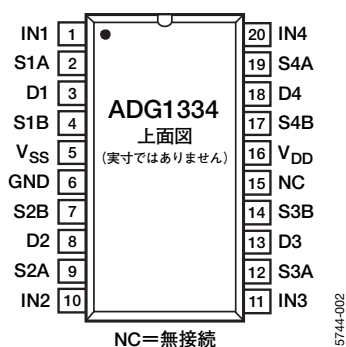 IN1 1 20 IN4
S1A 2 19 S4A
D1 3 18 D4
S1B 4 17 S4B
VSS 5 16 VDD
GND 6 15 NC
S2B 7 14 S3B
D2 8 13 D3
S2A 9 12 S3A
IN2 10 11 IN3
ADG1334
上面図
(実寸ではありません)
NC=無接続
5744-002